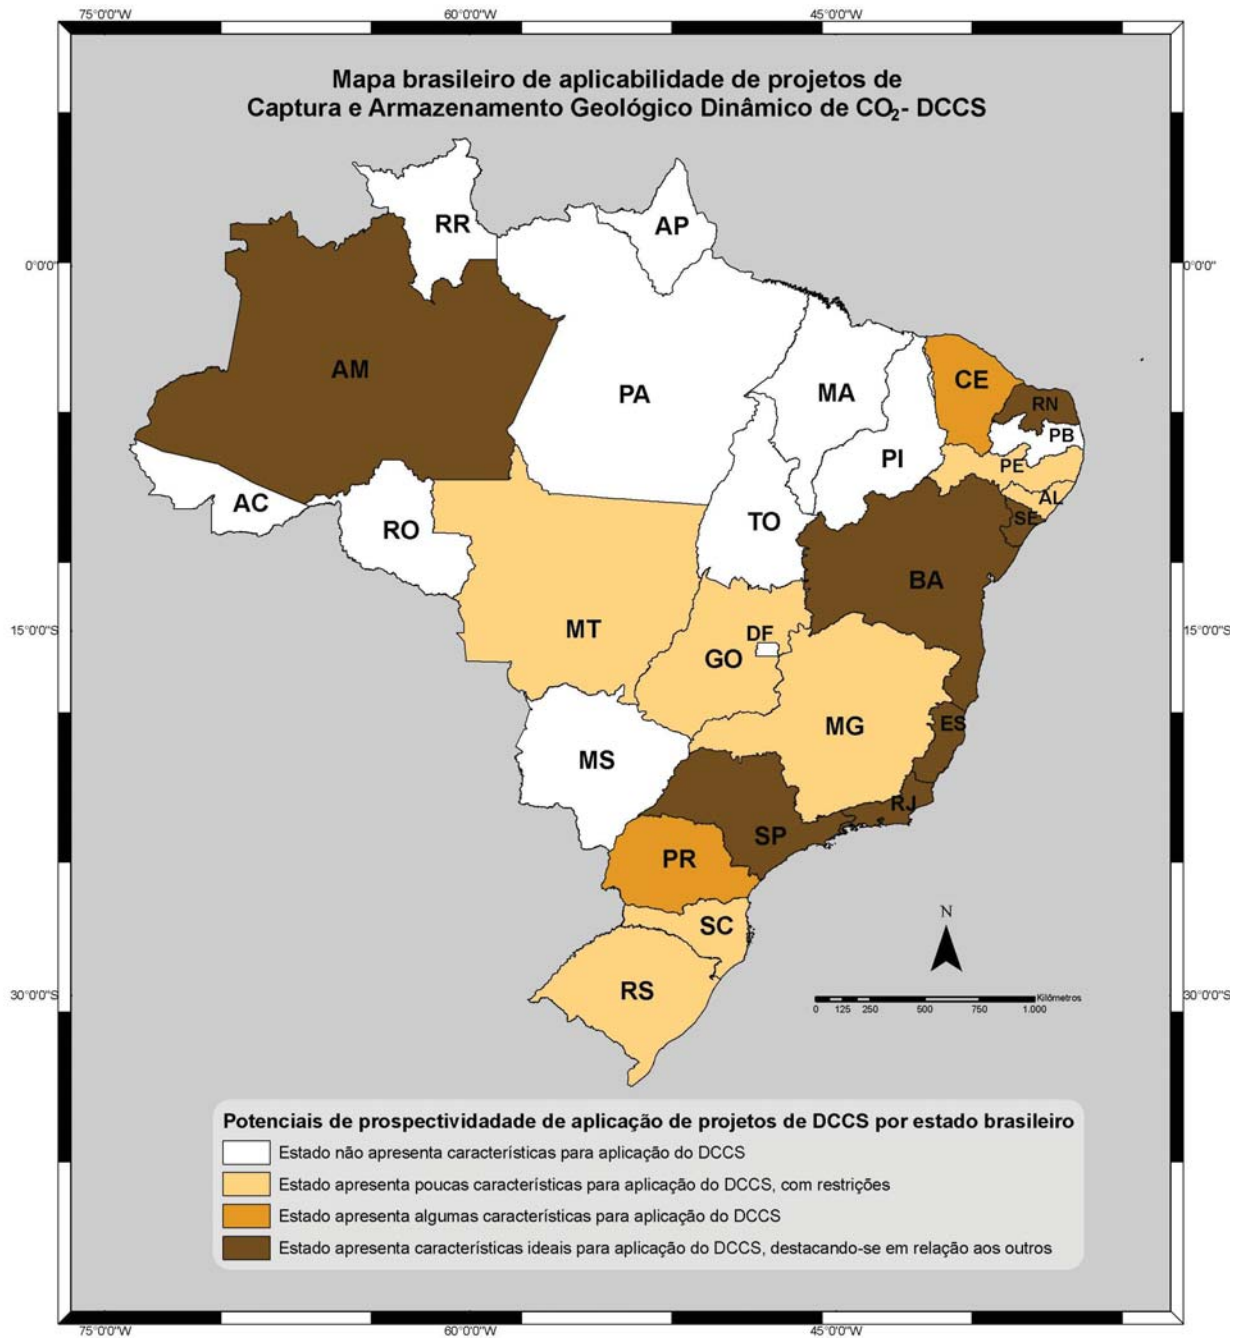 75°0'0"W 60°0'0"W 45°0'0"W
Mapa brasileiro de aplicabilidade de projetos de
Captura e Armazenamento Geológico Dinâmico de CO₂- DCCS
RR
AP
0°0'0" 0°0'0"
AM
PA
MA
CE
RN
PB
PI
PE
AL
AC
RO
TO
SE
BA
15°0'0"S 15°0'0"S
MT
DF
GO
MG
ES
MS
RJ
SP
PR
N
SC
RS
30°0'0"S 30°0'0"S
Kilômetros
0 125 250 500 750 1.000
Potenciais de prospectividadade de aplicação de projetos de DCCS por estado brasileiro
Estado não apresenta características para aplicação do DCCS
Estado apresenta poucas características para aplicação do DCCS, com restrições
Estado apresenta algumas características para aplicação do DCCS
Estado apresenta características ideais para aplicação do DCCS, destacando-se em relação aos outros
75°0'0"W 60°0'0"W 45°0'0"W